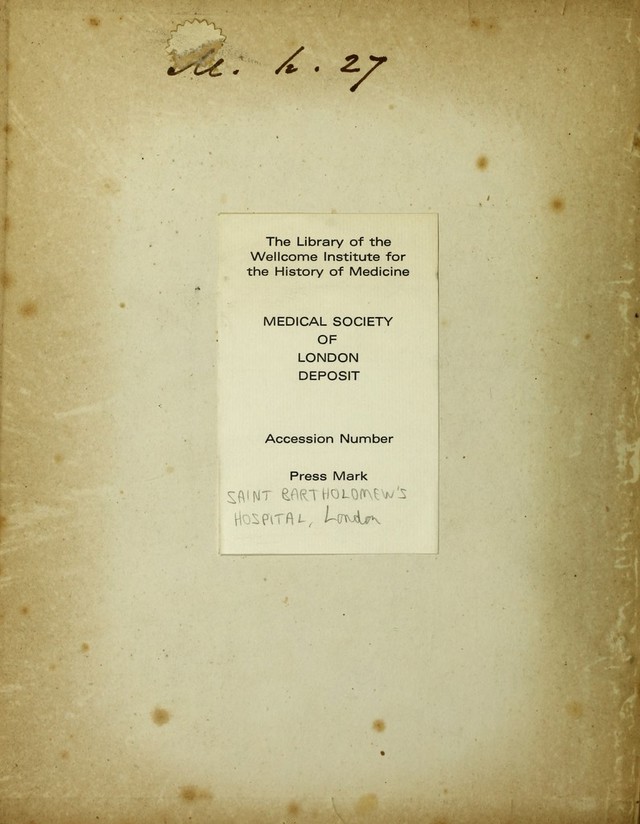 M. h. 27
The Library of the
Wellcome Institute for
the History of Medicine
MEDICAL SOCIETY
OF
LONDON
DEPOSIT
Accession Number
Press Mark
SAINT BARTHOLOMEW'S
HOSPITAL, London